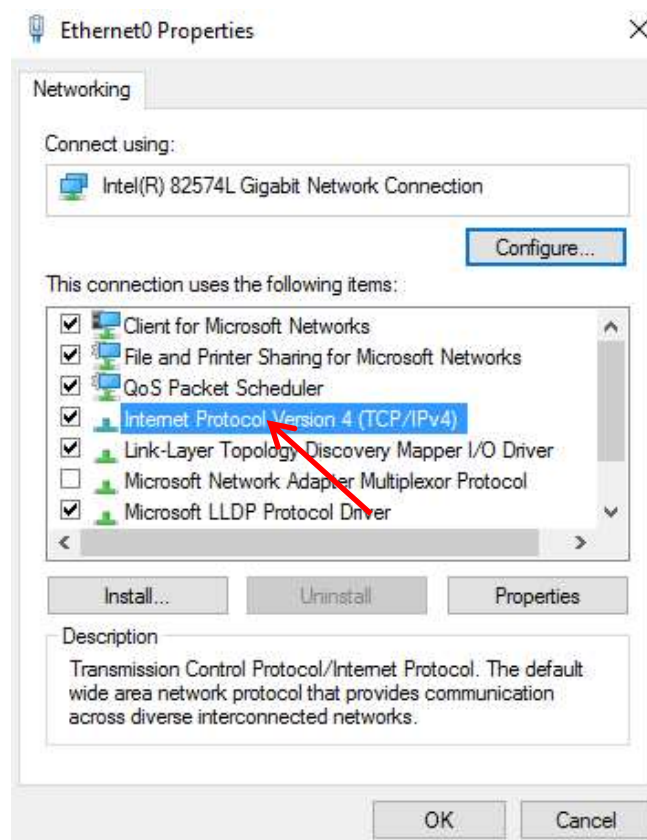 Ethernet0 Properties
Networking
Connect using:
Intel(R) 82574L Gigabit Network Connection
Configure...
This connection uses the following items:
Client for Microsoft Networks
File and Printer Sharing for Microsoft Networks
QoS Packet Scheduler
Internet Protocol Version 4 (TCP/IPv4)
Link-Layer Topology Discovery Mapper I/O Driver
Microsoft Network Adapter Multiplexor Protocol
Microsoft LLDP Protocol Driver
Install... Uninstall Properties
Description
Transmission Control Protocol/Internet Protocol. The default
wide area network protocol that provides communication
across diverse interconnected networks.
OK Cancel